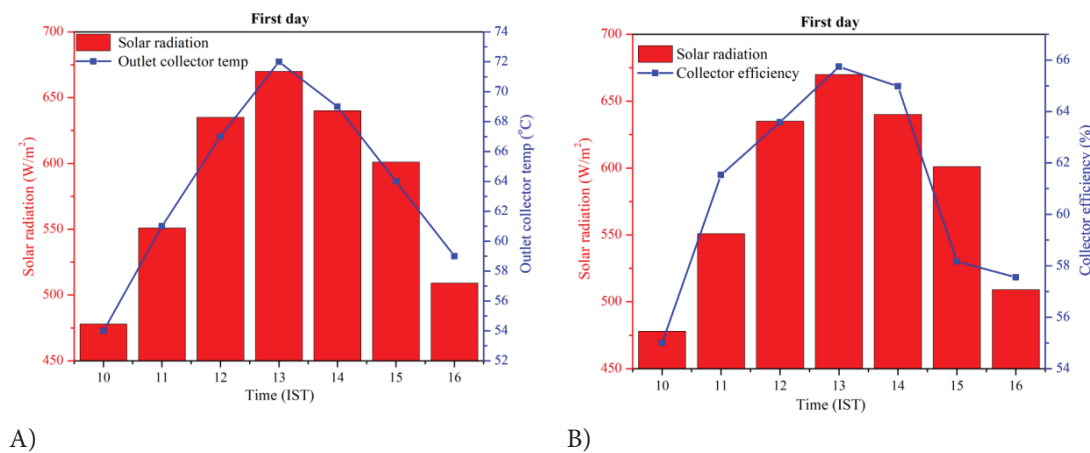 First day
Solar radiation
Outlet collector temp
700
650
600
550
500
450
Solar radiation (W/m²)
74
72
70
68
66
64
62
60
58
56
54
52
Outlet collector temp (°C)
10 11 12 13 14 15 16
Time (IST)
A)
First day
Solar radiation
Collector efficiency
700
650
600
550
500
450
Solar radiation (W/m²)
66
64
62
60
58
56
54
Collector efficiency (%)
10 11 12 13 14 15 16
Time (IST)
B)